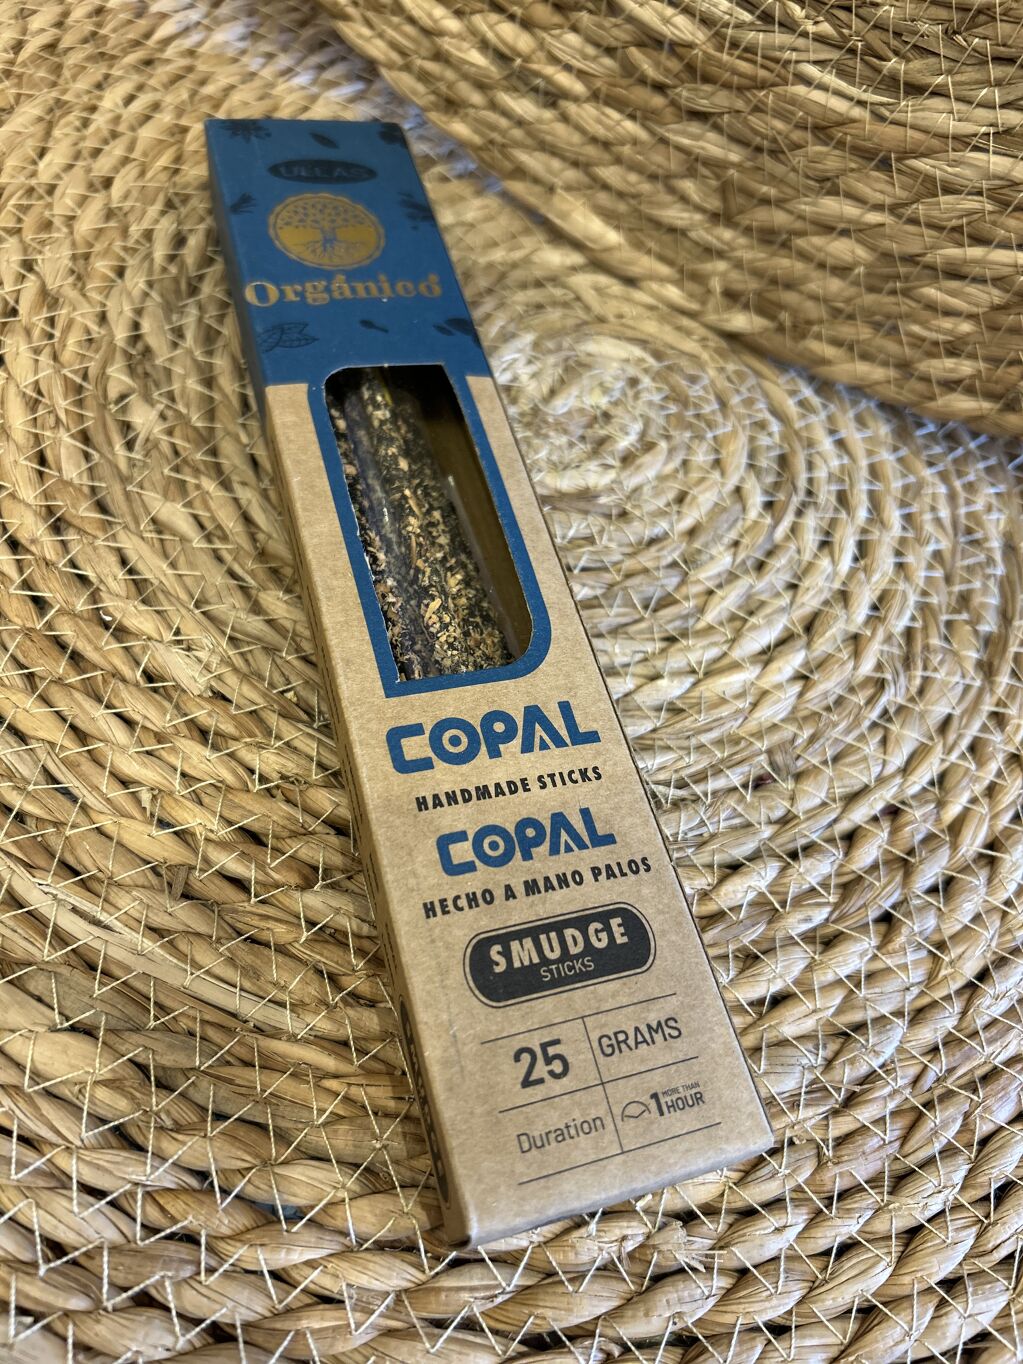 ULLAS
Orgánico
COPAL
HANDMADE STICKS
COPAL
HECHO A MANO PALOS
SMUDGE
STICKS
25 GRAMS
Duration 1 MORE THAN HOUR